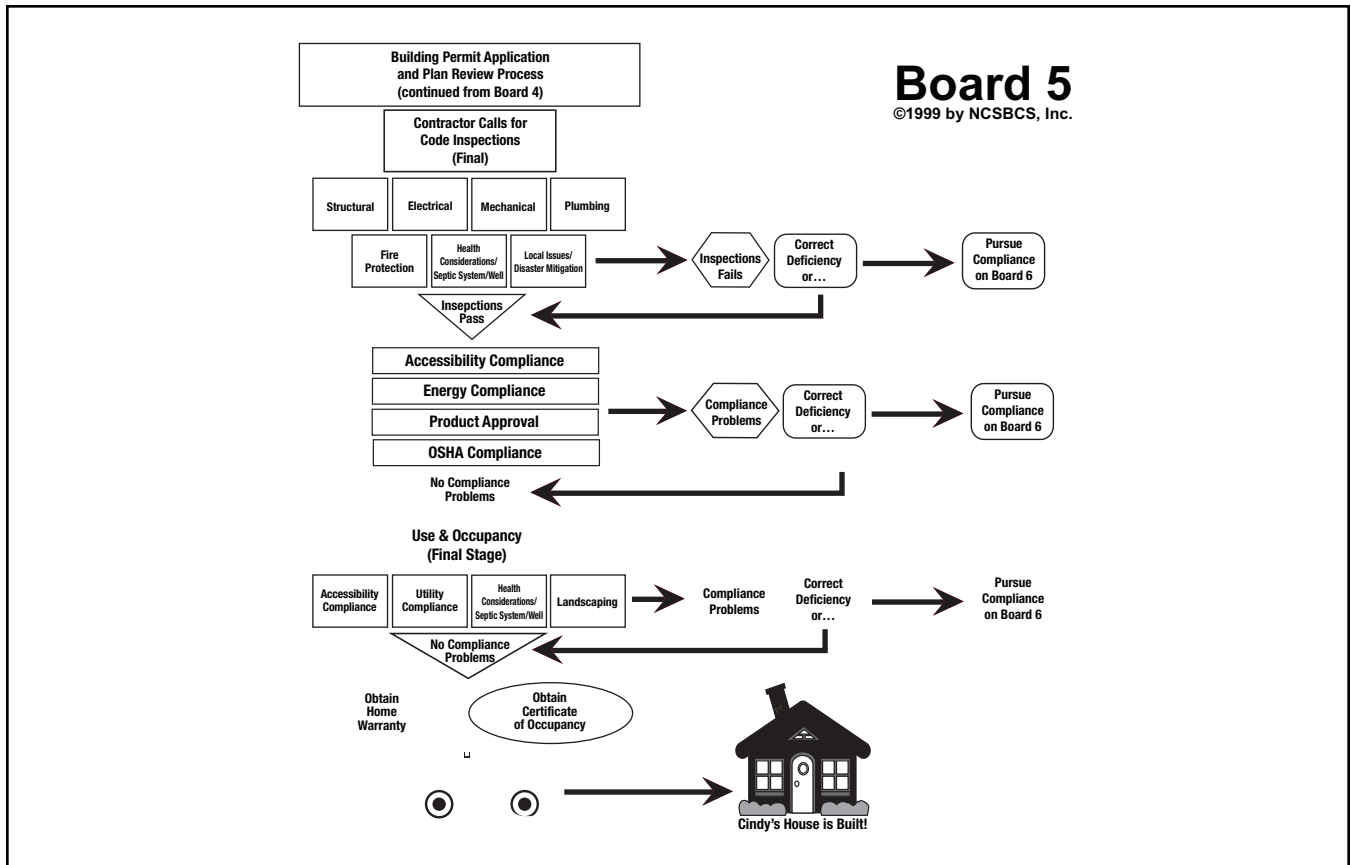 Building Permit Application
and Plan Review Process
(continued from Board 4)
Board 5
©1999 by NCSBCS, Inc.
Contractor Calls for
Code Inspections
(Final)
Structural
Electrical
Mechanical
Plumbing
Fire
Protection
Health
Considerations/
Septic System/Well
Local Issues/
Disaster Mitigation
Inspections
Fails
Correct
Deficiency
or...
Pursue
Compliance
on Board 6
Insepctions
Pass
Accessibility Compliance
Energy Compliance
Product Approval
OSHA Compliance
Compliance
Problems
Correct
Deficiency
or...
Pursue
Compliance
on Board 6
No Compliance
Problems
Use & Occupancy
(Final Stage)
Accessibility
Compliance
Utility
Compliance
Health
Considerations/
Septic System/Well
Landscaping
Compliance
Problems
Correct
Deficiency
or...
Pursue
Compliance
on Board 6
No Compliance
Problems
Obtain
Home
Warranty
Obtain
Certificate
of Occupancy
Cindy's House is Built!